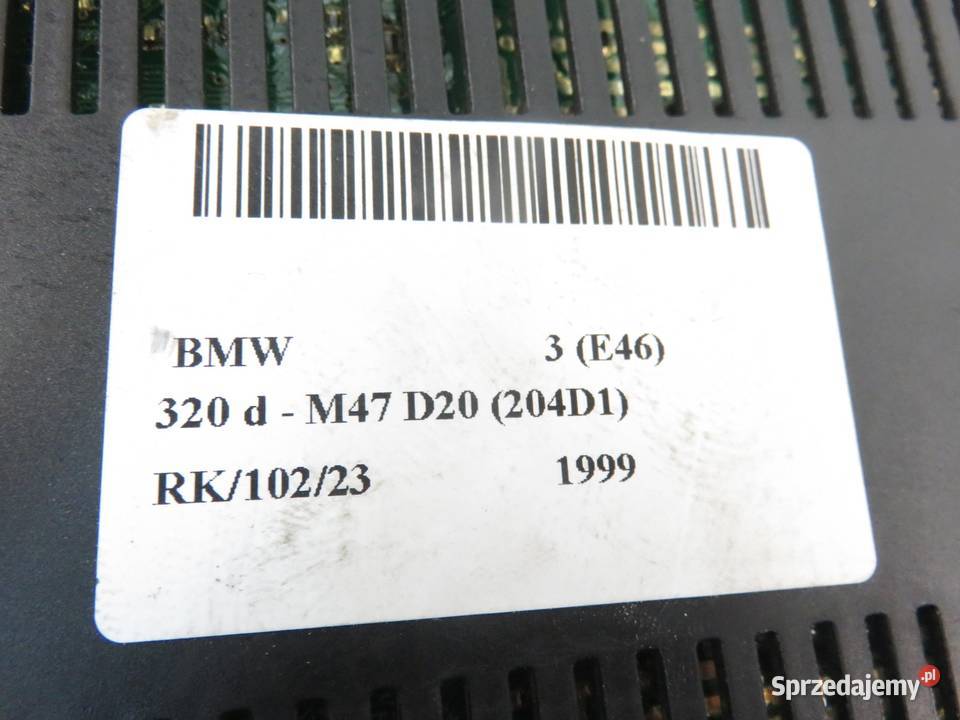 BMW 3 (E46)
320 d - M47 D20 (204D1)
RK/102/23 1999
Sprzedajemy.pl